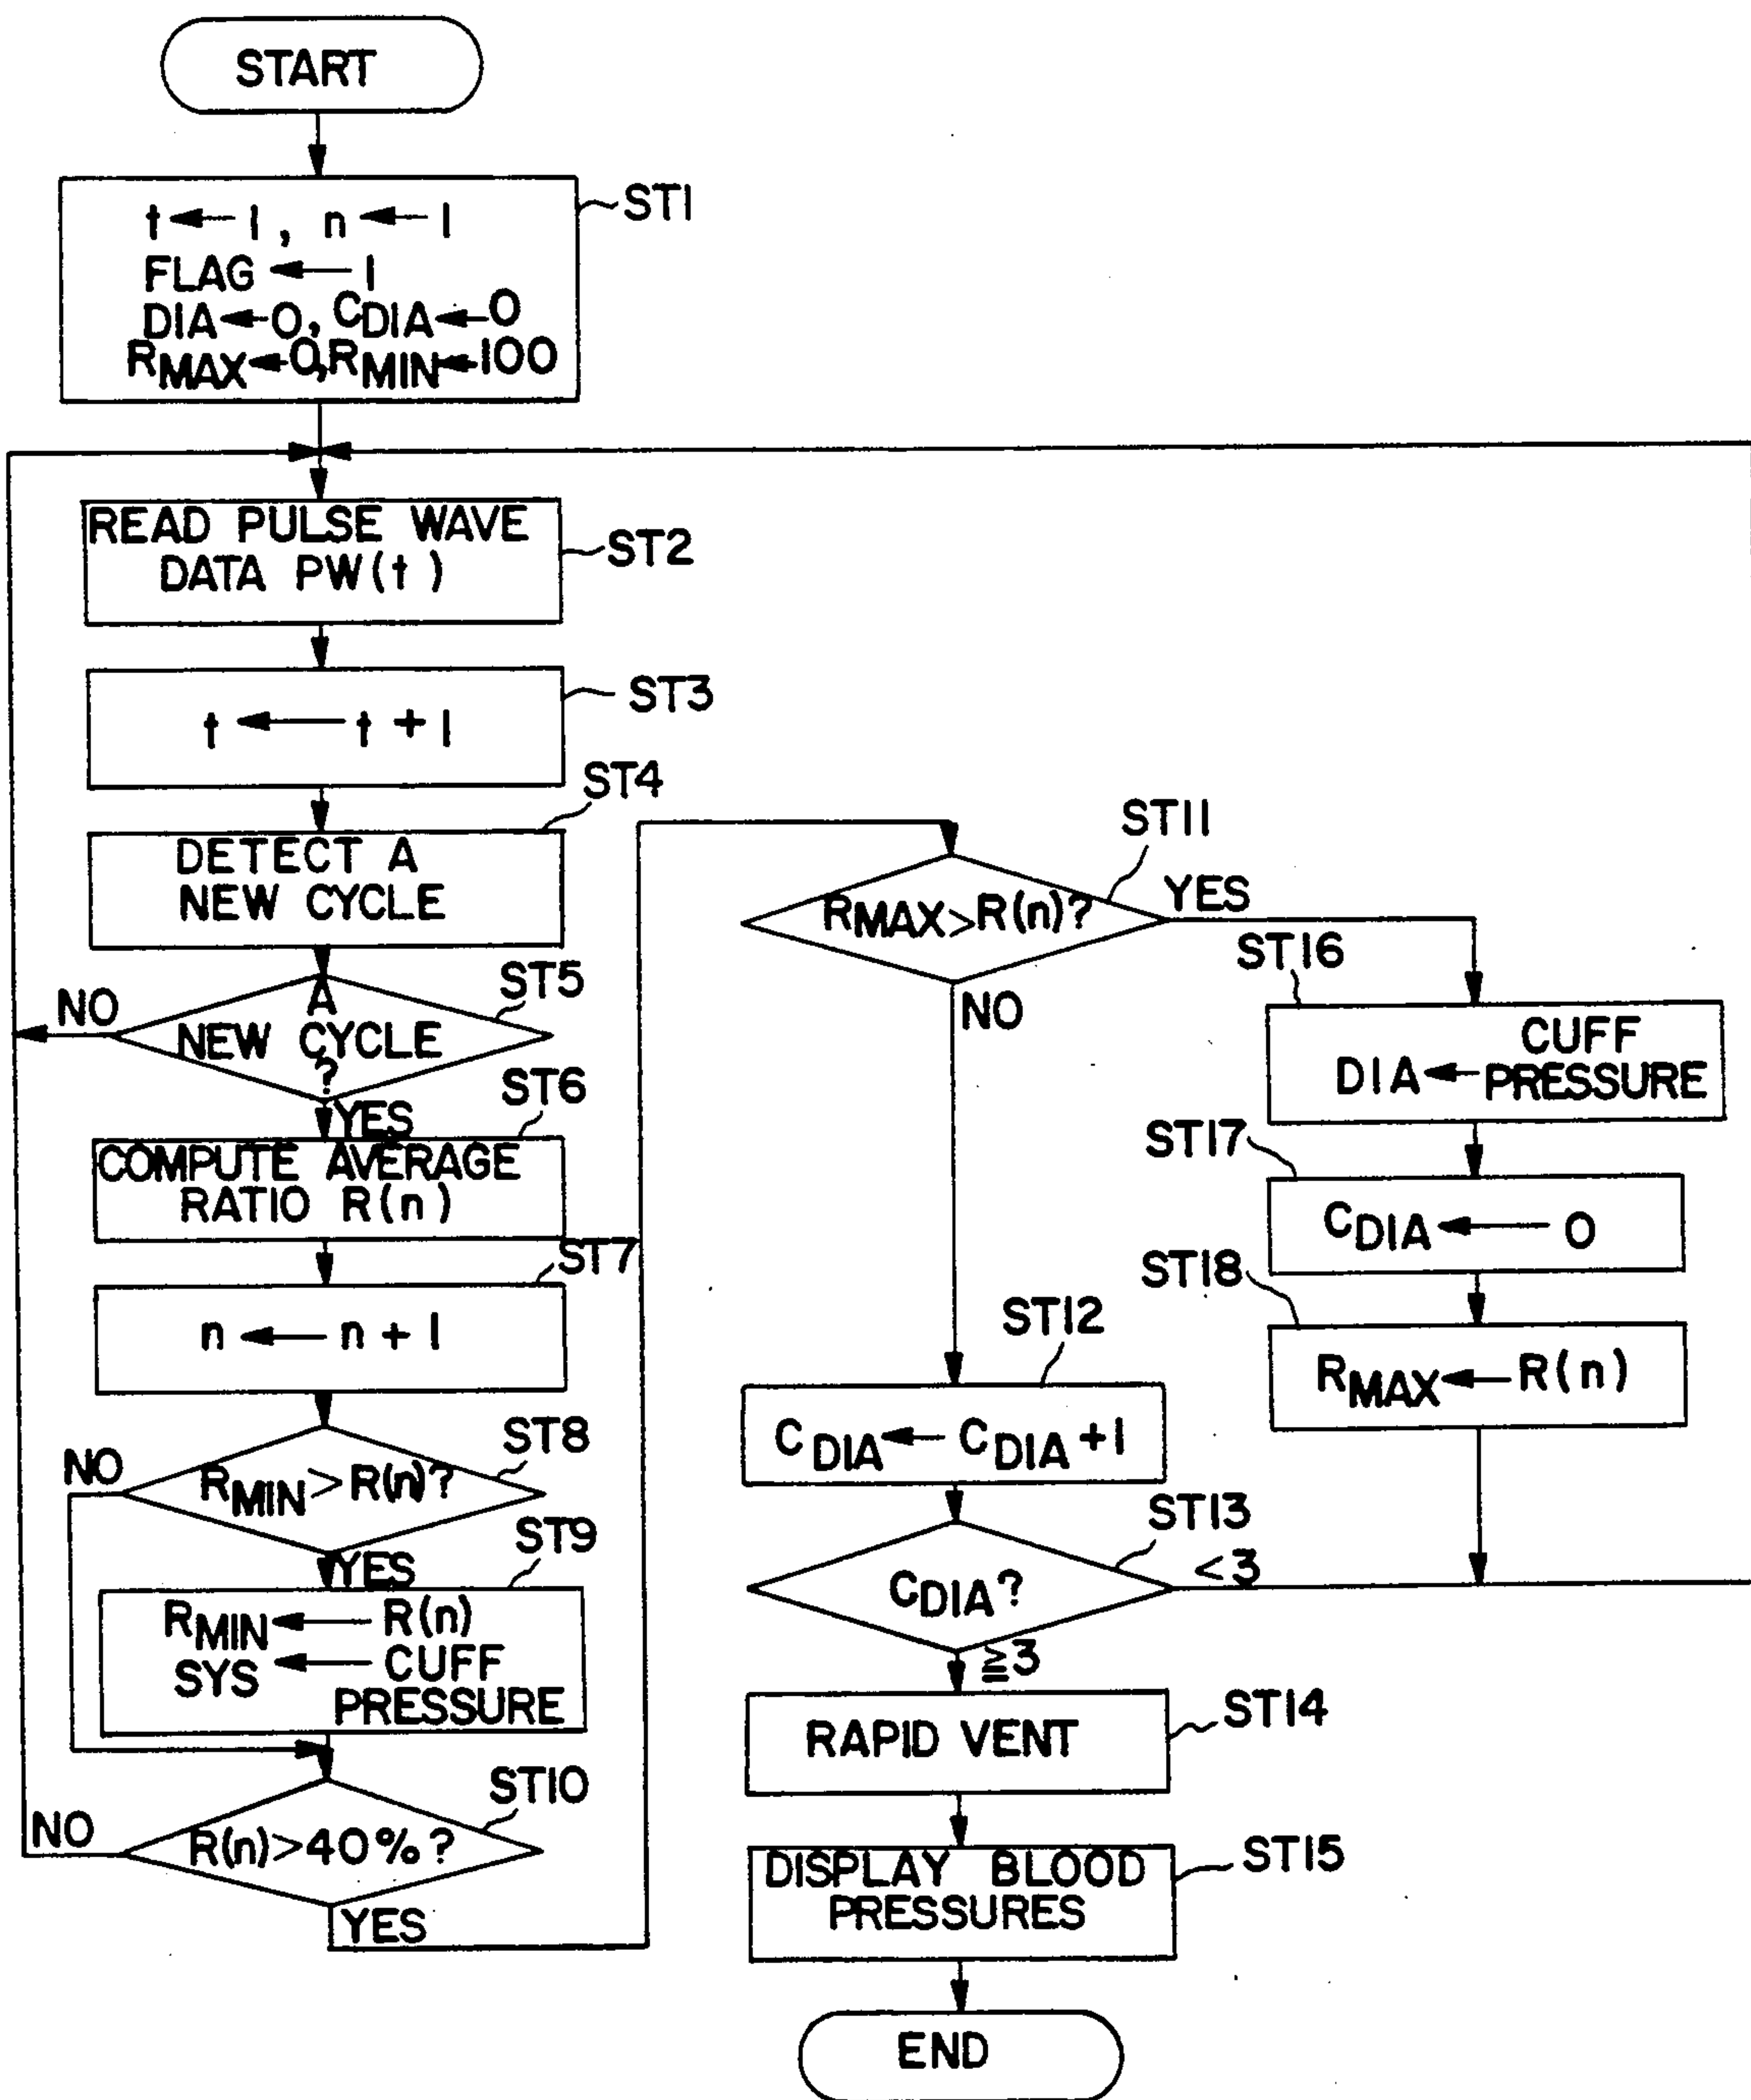 START
ST1
t ← 1, n ← 1
FLAG ← 1
DIA ← 0, CDIA ← 0
RMAX ← 0, RMIN ← 100
READ PULSE WAVE
DATA PW(t)
ST2
ST3
t ← t + 1
ST4
DETECT A
NEW CYCLE
ST5
A
NEW CYCLE
?
NO
YES
ST6
COMPUTE AVERAGE
RATIO R(n)
ST7
n ← n + 1
ST8
RMIN > R(n)?
NO
YES
ST9
RMIN ← R(n)
SYS ← CUFF
PRESSURE
ST10
R(n) > 40%?
NO
YES
ST11
RMAX > R(n)?
YES
NO
ST16
CUFF
DIA ← PRESSURE
ST17
CDIA ← 0
ST18
RMAX ← R(n)
ST12
CDIA ← CDIA + 1
ST13
CDIA?
< 3
≧3
RAPID VENT
ST14
DISPLAY BLOOD
PRESSURES
ST15
END